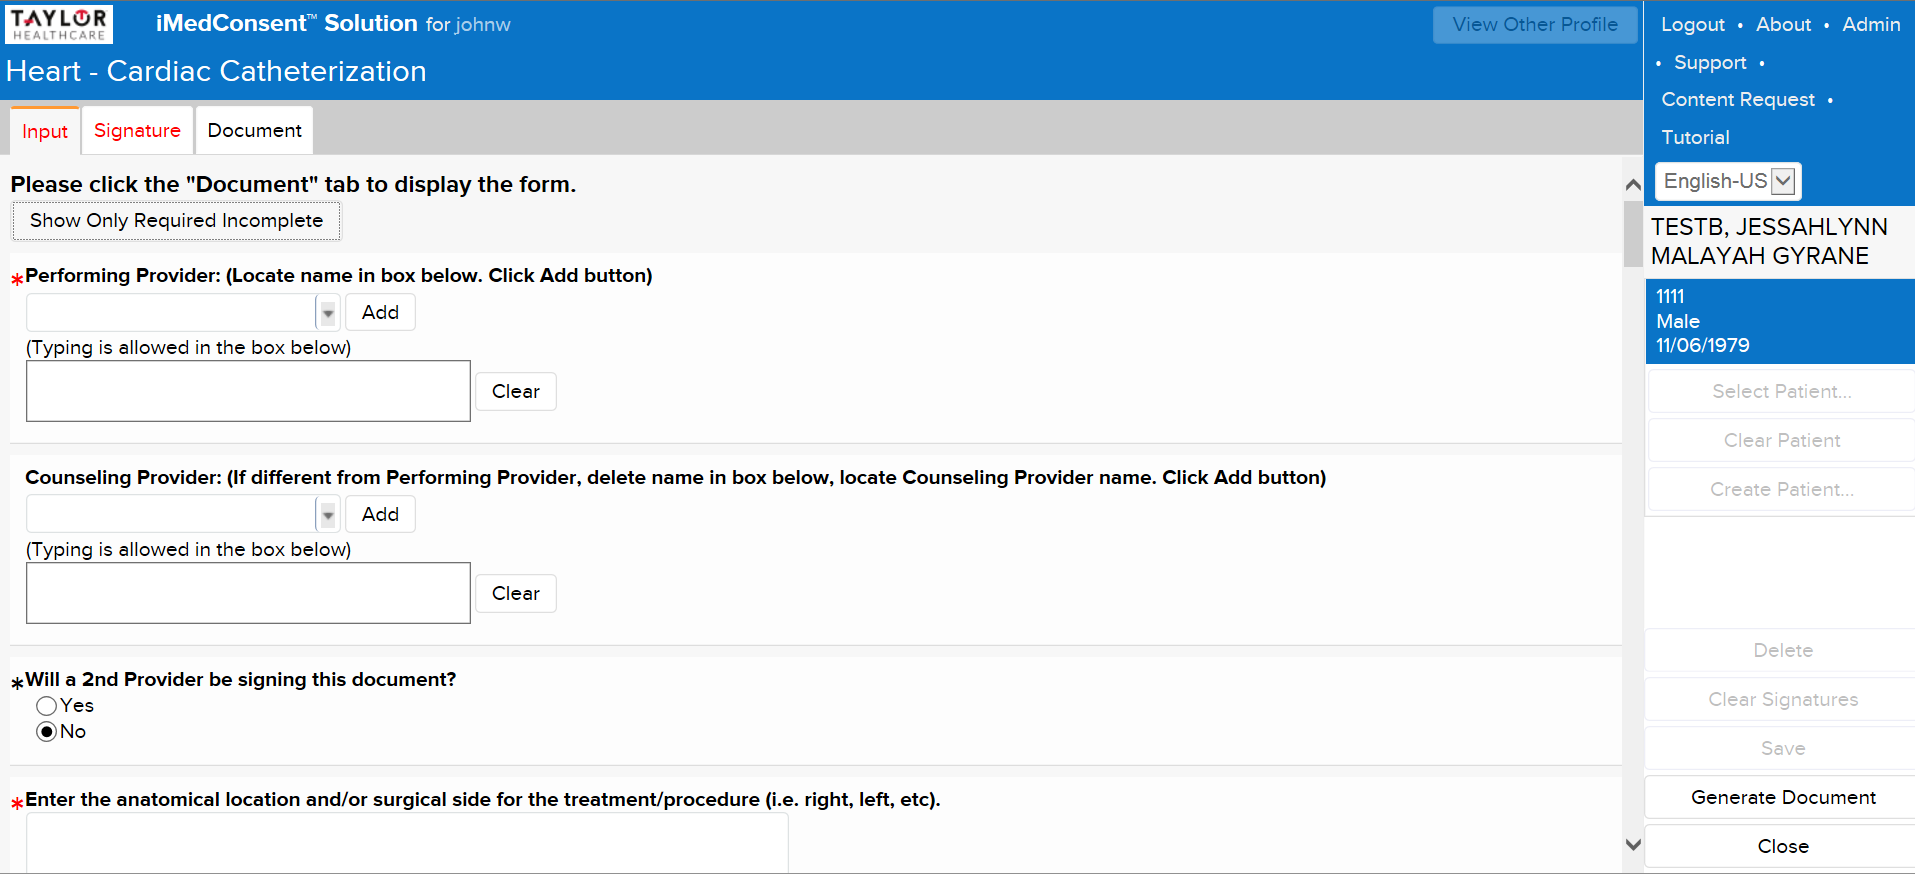 TAYLOR
HEALTHCARE
iMedConsent™ Solution for johnw
View Other Profile
Heart - Cardiac Catheterization
Logout • About • Admin
• Support •
Content Request •
Tutorial
English-US
Input
Signature
Document
Please click the "Document" tab to display the form.
Show Only Required Incomplete
*Performing Provider: (Locate name in box below. Click Add button)
Add
(Typing is allowed in the box below)
Clear
Counseling Provider: (If different from Performing Provider, delete name in box below, locate Counseling Provider name. Click Add button)
Add
(Typing is allowed in the box below)
Clear
*Will a 2nd Provider be signing this document?
Yes
No
*Enter the anatomical location and/or surgical side for the treatment/procedure (i.e. right, left, etc).
TESTB, JESSAHLYNN
MALAYAH GYRANE
1111
Male
11/06/1979
Select Patient...
Clear Patient
Create Patient...
Delete
Clear Signatures
Save
Generate Document
Close